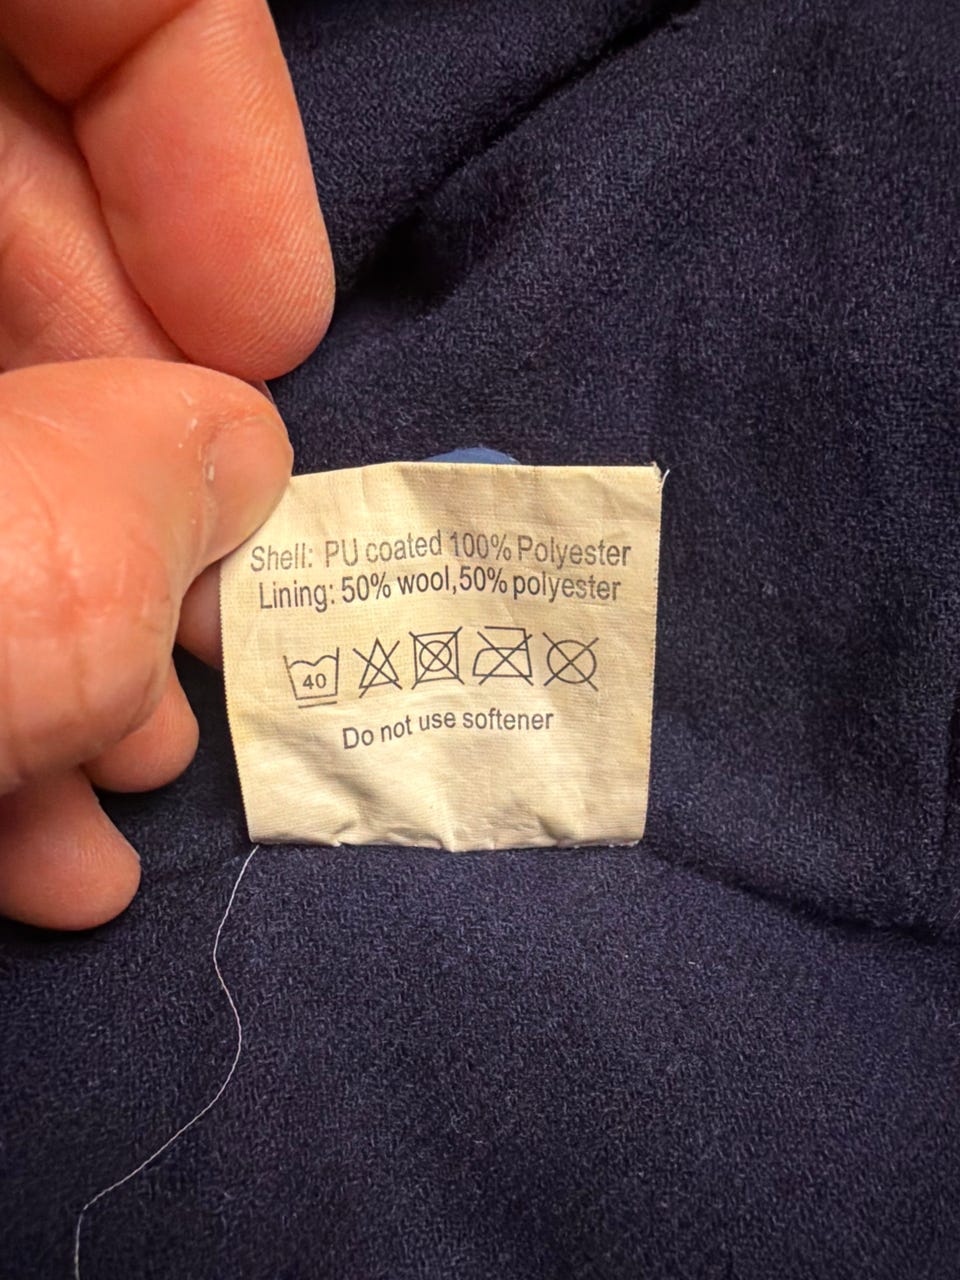 Shell: PU coated 100% Polyester
Lining: 50% wool,50% polyester
40
Do not use softener